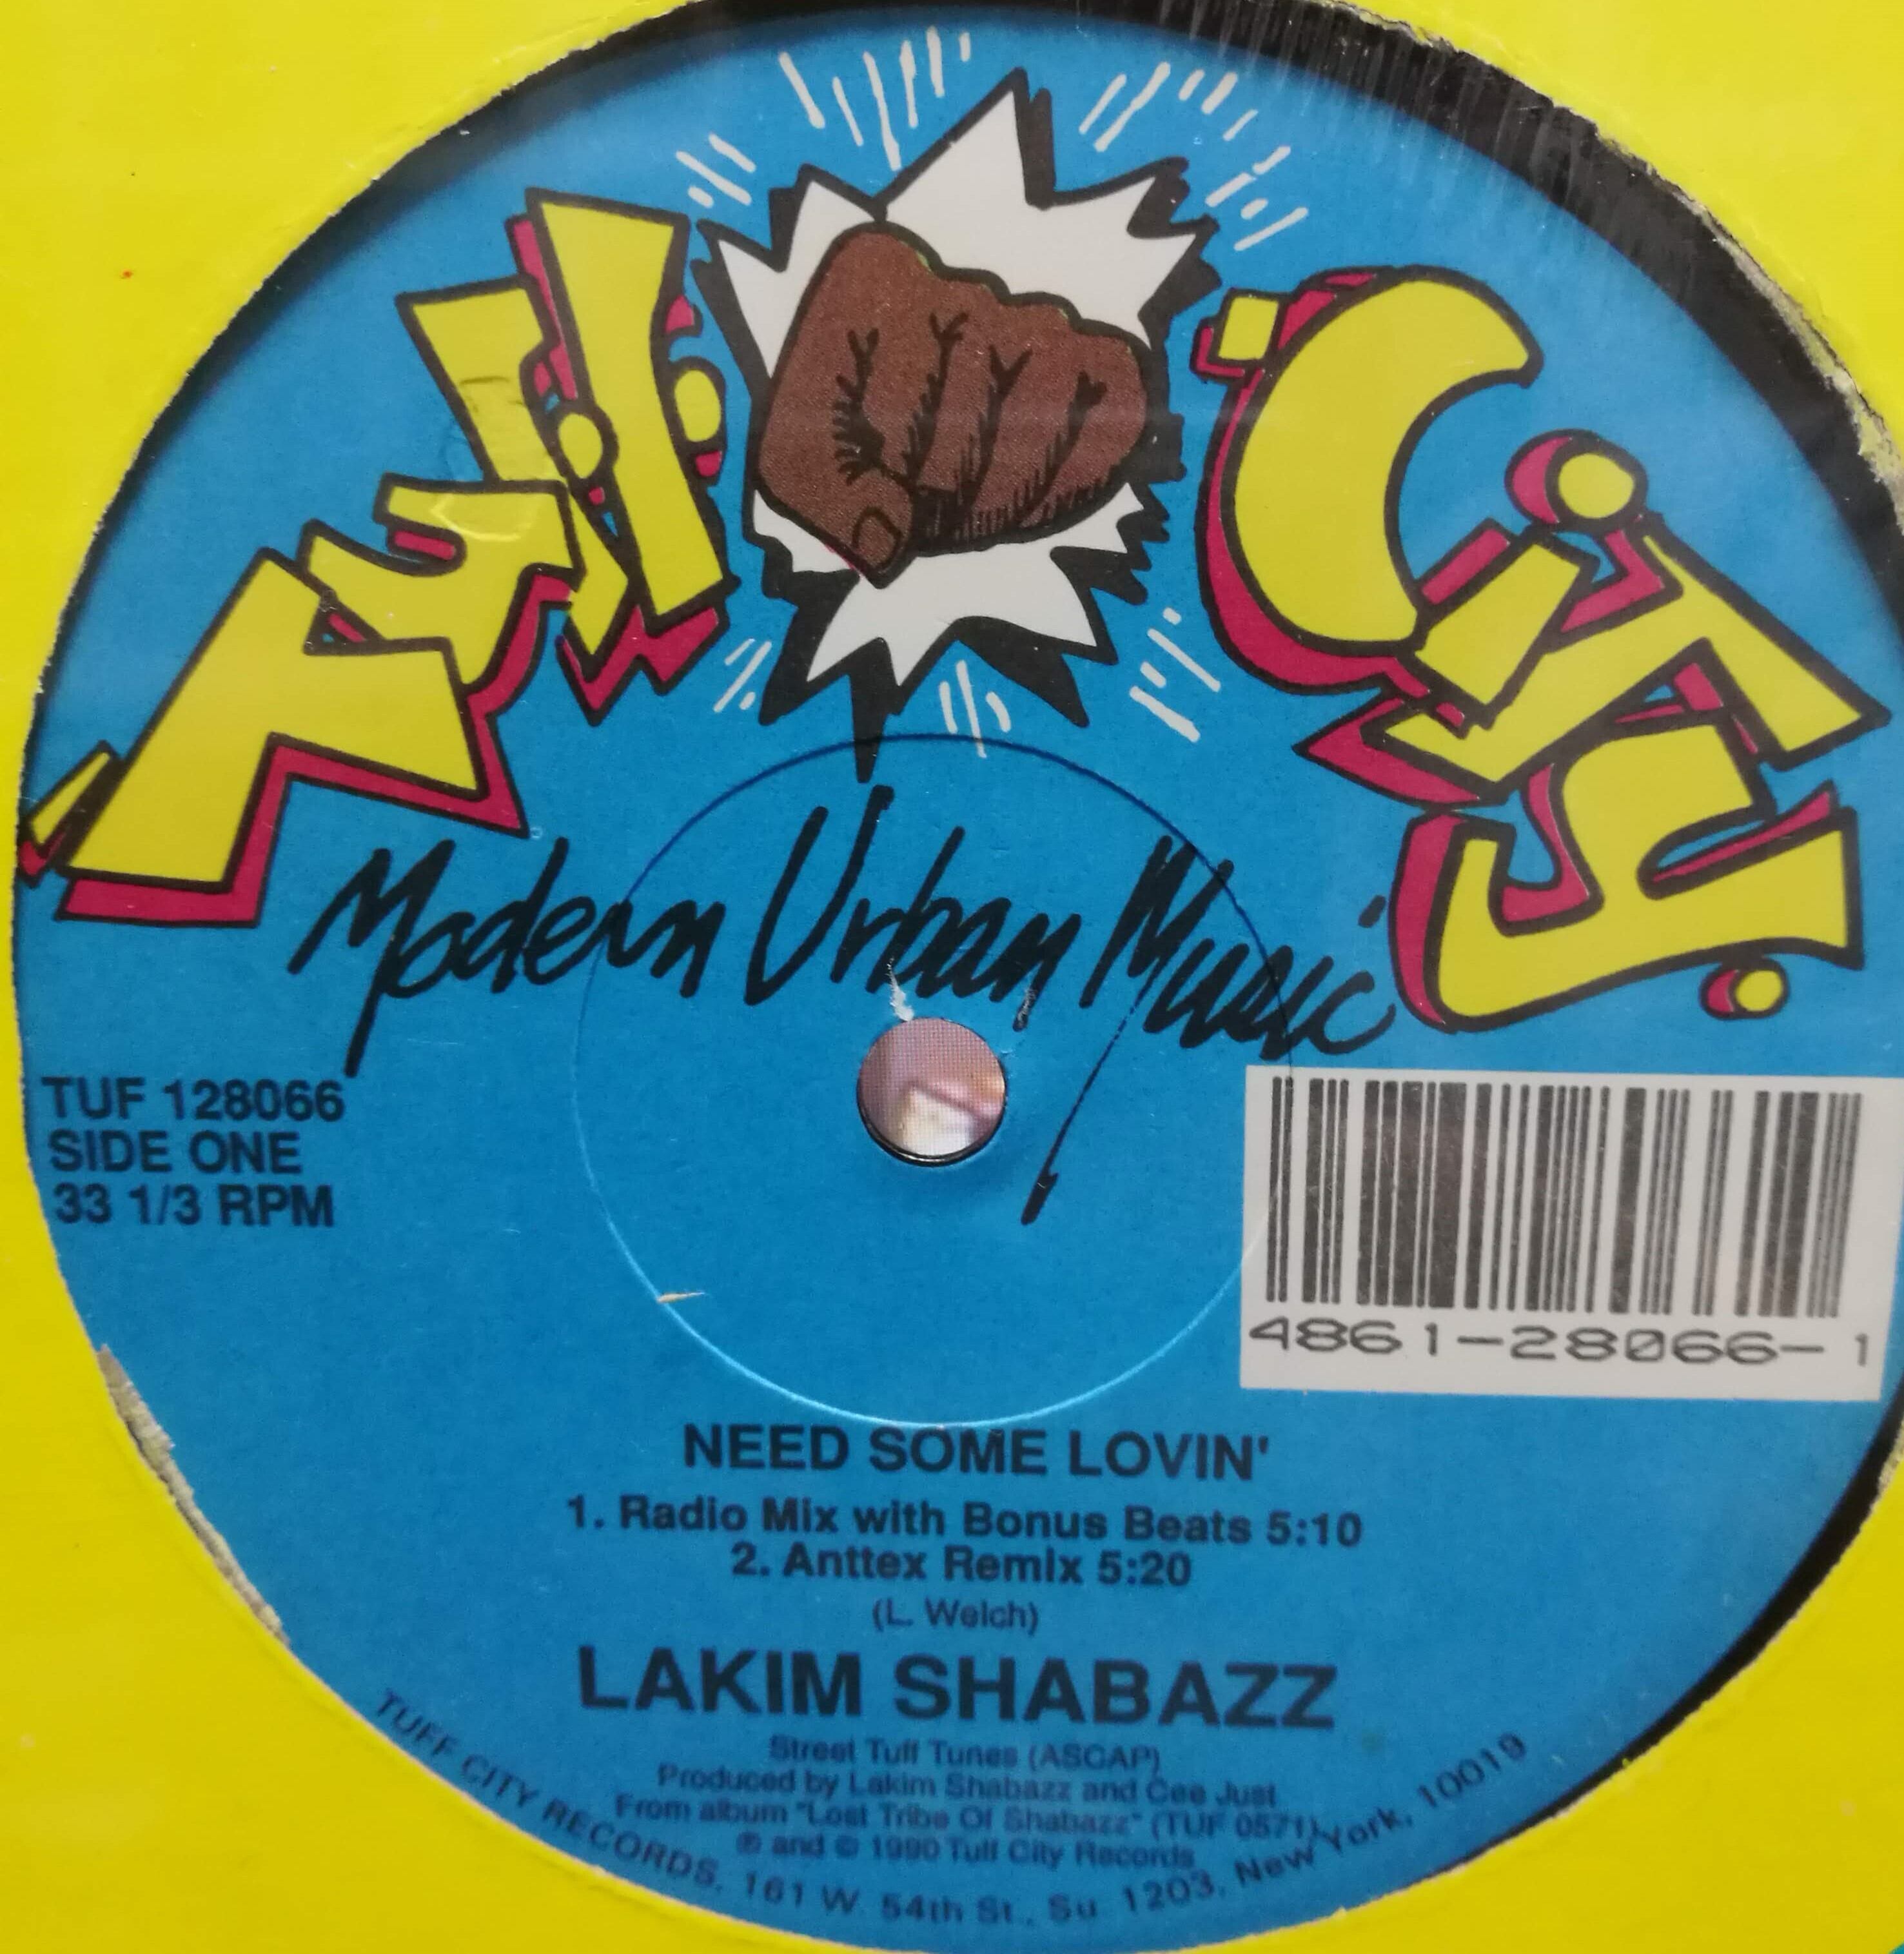 Tuff City
Modern Urban Music
TUF 128066
SIDE ONE
33 1/3 RPM
4861-28066-1
NEED SOME LOVIN'
1. Radio Mix with Bonus Beats 5:10
2. Anttex Remix 5:20
(L. Welch)
LAKIM SHABAZZ
Street Tuff Tunes (ASCAP)
Produced by Lakim Shabazz and Cee Just
From album "Lost Tribe Of Shabazz" (TUF 0571)
℗ and © 1990 Tuff City Records
TUFF CITY RECORDS, 161 W. 54th St., Su. 1203, New York, 10019